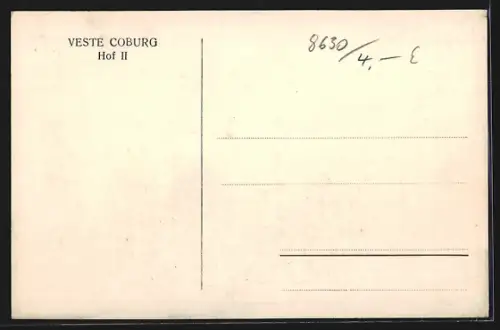 VESTE COBURG
Hof II
8630/4,— E